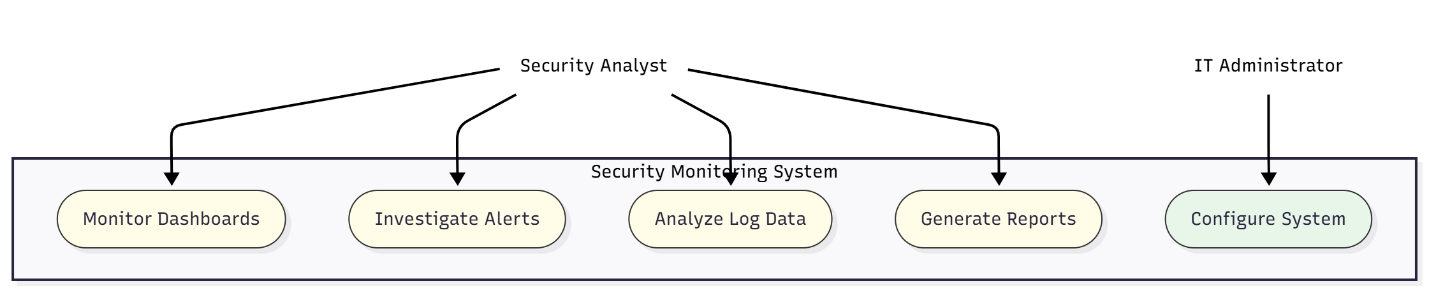 Security Analyst
IT Administrator
Security Monitoring System
Monitor Dashboards
Investigate Alerts
Analyze Log Data
Generate Reports
Configure System